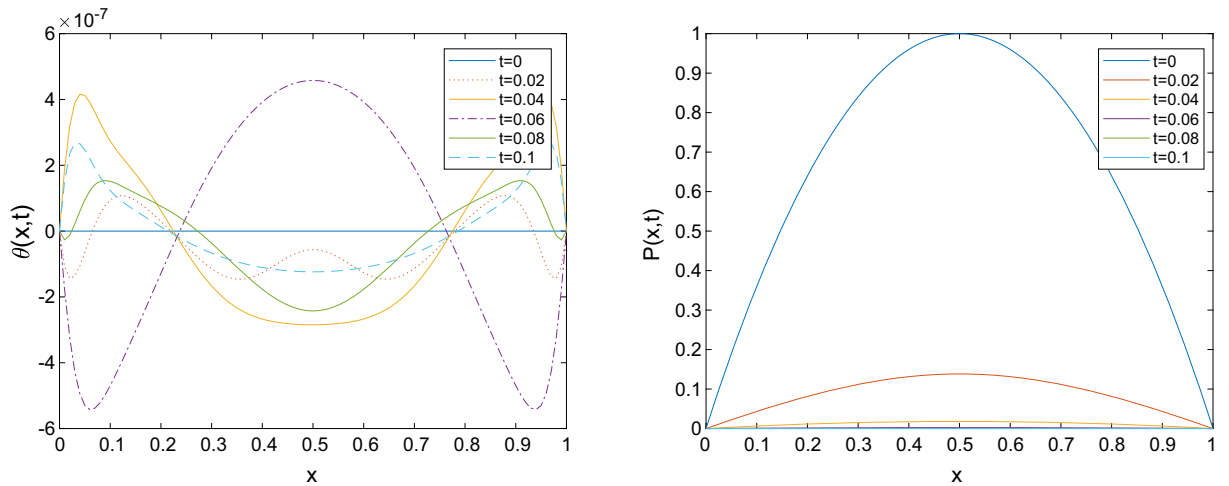 ×10⁻⁷
6
4
2
0
-2
-4
-6
θ(x,t)
0 0.1 0.2 0.3 0.4 0.5 0.6 0.7 0.8 0.9 1
x
t=0
t=0.02
t=0.04
t=0.06
t=0.08
t=0.1
1
0.9
0.8
0.7
0.6
0.5
0.4
0.3
0.2
0.1
0
P(x,t)
0 0.1 0.2 0.3 0.4 0.5 0.6 0.7 0.8 0.9 1
x
t=0
t=0.02
t=0.04
t=0.06
t=0.08
t=0.1